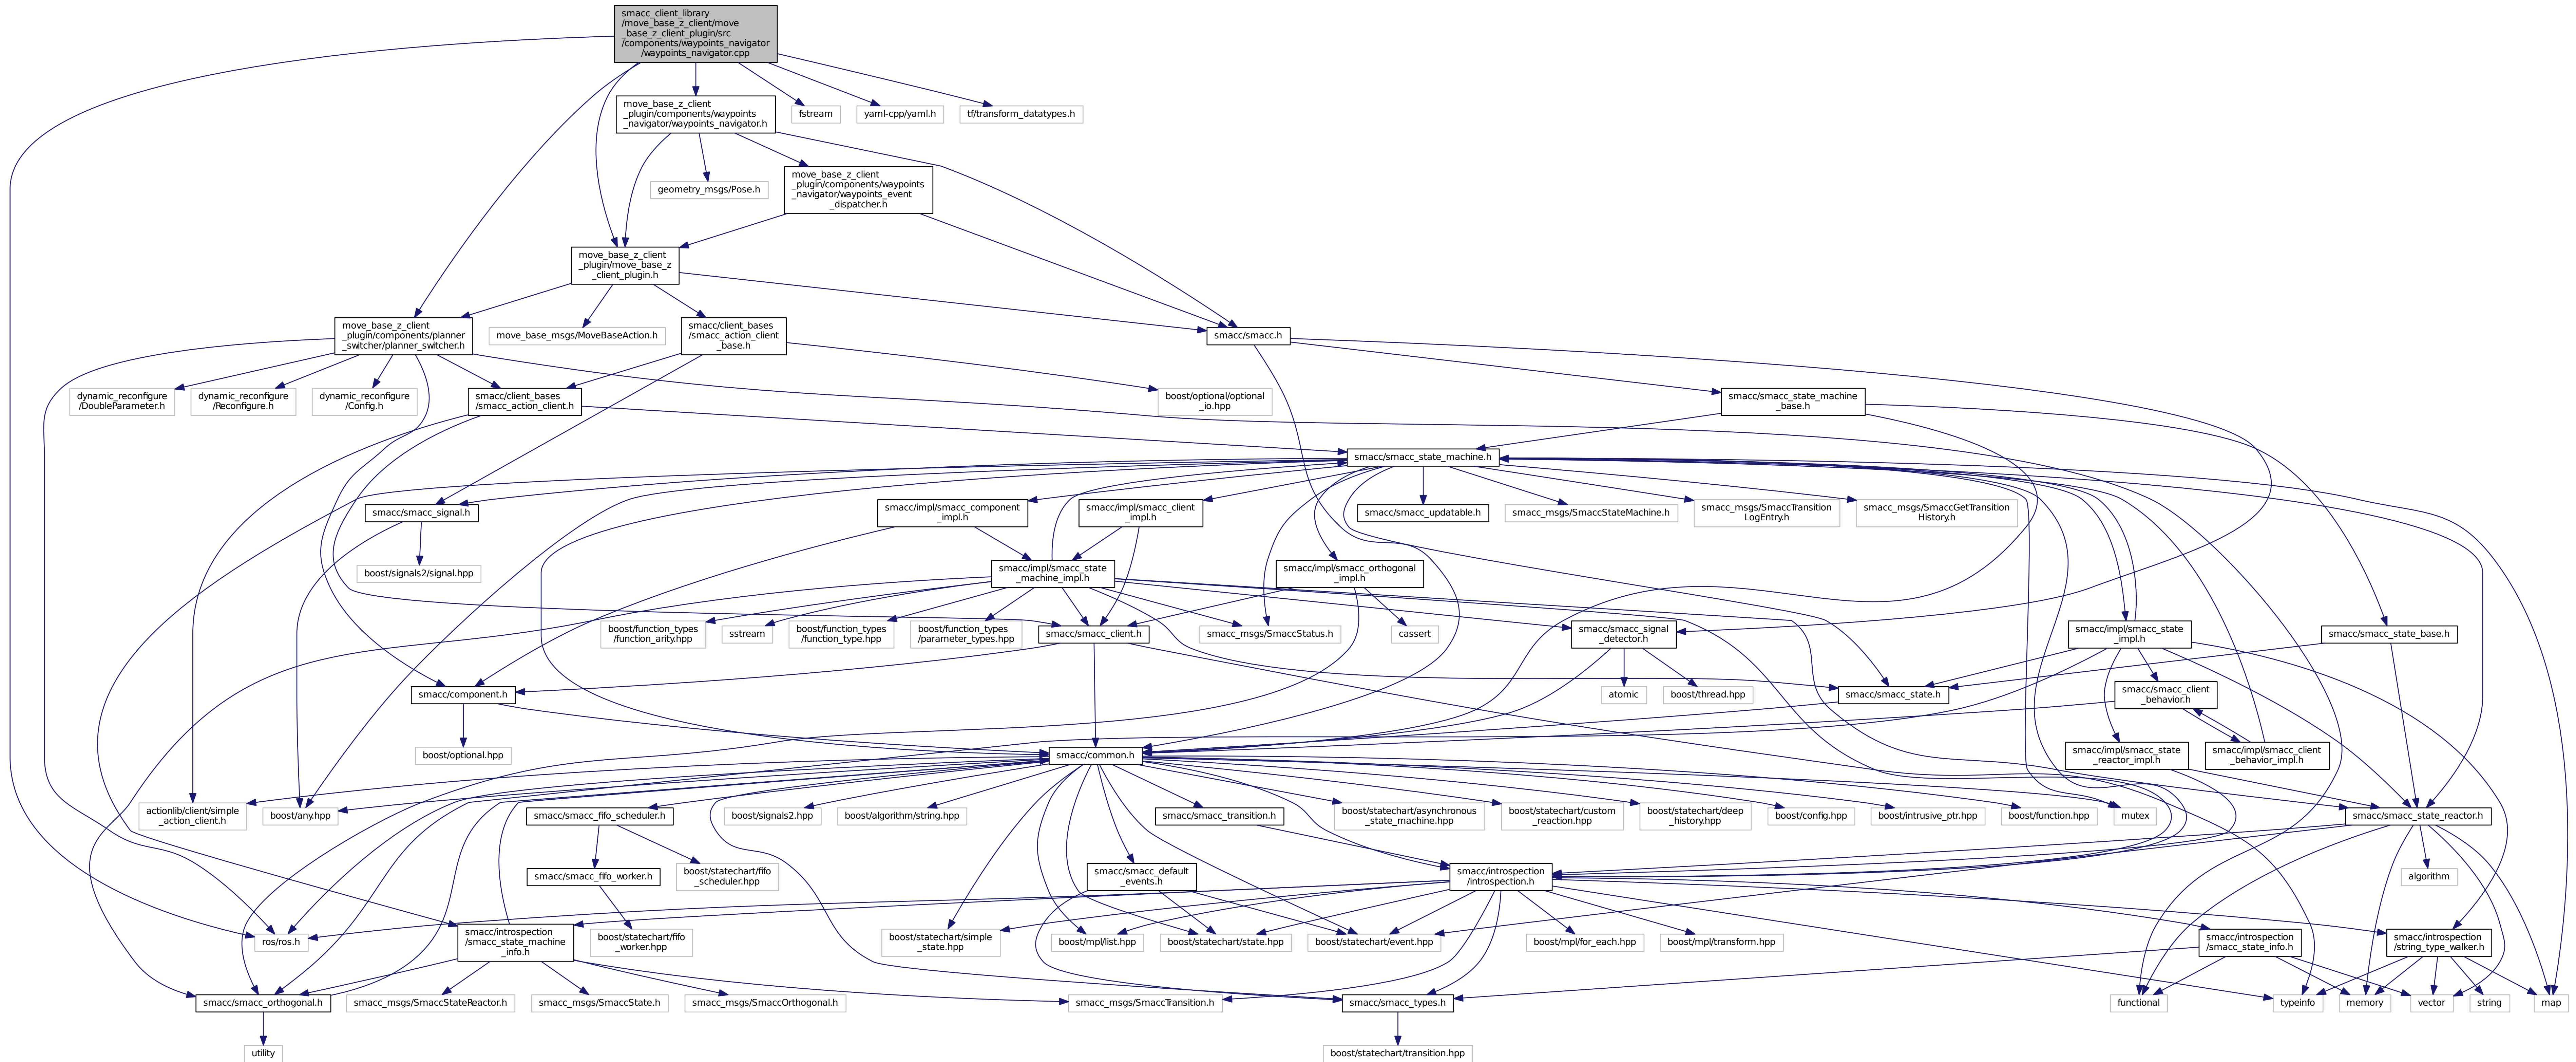 smacc_client_library
/move_base_z_client/move
_base_z_client_plugin/src
/components/waypoints_navigator
/waypoints_navigator.cpp
move_base_z_client
_plugin/components/waypoints
_navigator/waypoints_navigator.h
fstream
yaml-cpp/yaml.h
tf/transform_datatypes.h
geometry_msgs/Pose.h
move_base_z_client
_plugin/components/waypoints
_navigator/waypoints_event
_dispatcher.h
move_base_z_client
_plugin/move_base_z
_client_plugin.h
move_base_z_client
_plugin/components/planner
_switcher/planner_switcher.h
move_base_msgs/MoveBaseAction.h
smacc/client_bases
/smacc_action_client
_base.h
smacc/smacc.h
dynamic_reconfigure
/DoubleParameter.h
dynamic_reconfigure
/Reconfigure.h
dynamic_reconfigure
/Config.h
smacc/client_bases
/smacc_action_client.h
boost/optional/optional
_io.hpp
smacc/smacc_state_machine
_base.h
smacc/smacc_state_machine.h
smacc/smacc_signal.h
smacc/impl/smacc_component
_impl.h
smacc/impl/smacc_client
_impl.h
smacc/smacc_updatable.h
smacc_msgs/SmaccStateMachine.h
smacc_msgs/SmaccTransition
LogEntry.h
smacc_msgs/SmaccGetTransition
History.h
boost/signals2/signal.hpp
smacc/impl/smacc_state
_machine_impl.h
smacc/impl/smacc_orthogonal
_impl.h
boost/function_types
/function_arity.hpp
sstream
boost/function_types
/function_type.hpp
boost/function_types
/parameter_types.hpp
smacc/smacc_client.h
smacc_msgs/SmaccStatus.h
cassert
smacc/smacc_signal
_detector.h
smacc/impl/smacc_state
_impl.h
smacc/smacc_state_base.h
smacc/component.h
atomic
boost/thread.hpp
smacc/smacc_state.h
smacc/smacc_client
_behavior.h
boost/optional.hpp
smacc/common.h
smacc/impl/smacc_state
_reactor_impl.h
smacc/impl/smacc_client
_behavior_impl.h
actionlib/client/simple
_action_client.h
boost/any.hpp
smacc/smacc_fifo_scheduler.h
boost/signals2.hpp
boost/algorithm/string.hpp
smacc/smacc_transition.h
boost/statechart/asynchronous
_state_machine.hpp
boost/statechart/custom
_reaction.hpp
boost/statechart/deep
_history.hpp
boost/config.hpp
boost/intrusive_ptr.hpp
boost/function.hpp
mutex
smacc/smacc_state_reactor.h
smacc/smacc_fifo_worker.h
boost/statechart/fifo
_scheduler.hpp
smacc/smacc_default
_events.h
smacc/introspection
/introspection.h
algorithm
ros/ros.h
smacc/introspection
/smacc_state_machine
_info.h
boost/statechart/fifo
_worker.hpp
boost/statechart/simple
_state.hpp
boost/mpl/list.hpp
boost/statechart/state.hpp
boost/statechart/event.hpp
boost/mpl/for_each.hpp
boost/mpl/transform.hpp
smacc/introspection
/smacc_state_info.h
smacc/introspection
/string_type_walker.h
smacc/smacc_orthogonal.h
smacc_msgs/SmaccStateReactor.h
smacc_msgs/SmaccState.h
smacc_msgs/SmaccOrthogonal.h
smacc_msgs/SmaccTransition.h
smacc/smacc_types.h
functional
typeinfo
memory
vector
string
map
utility
boost/statechart/transition.hpp